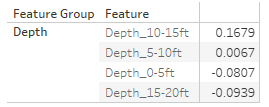 Feature Group Feature
Depth Depth_10-15ft 0.1679
Depth_5-10ft 0.0067
Depth_0-5ft -0.0807
Depth_15-20ft -0.0939